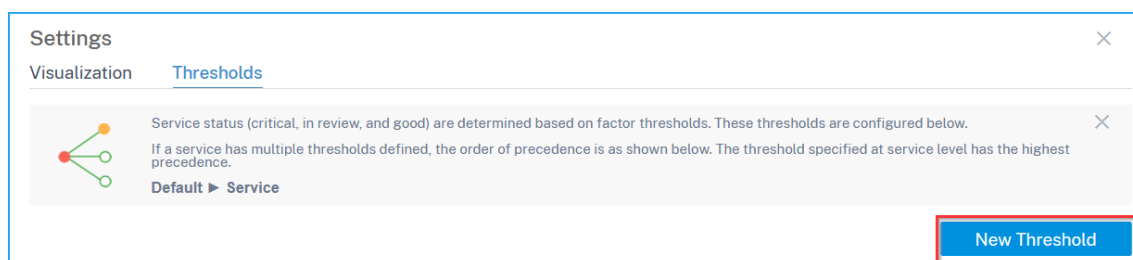 Settings
Visualization Thresholds
Service status (critical, in review, and good) are determined based on factor thresholds. These thresholds are configured below.
If a service has multiple thresholds defined, the order of precedence is as shown below. The threshold specified at service level has the highest
precedence.
Default ► Service
New Threshold